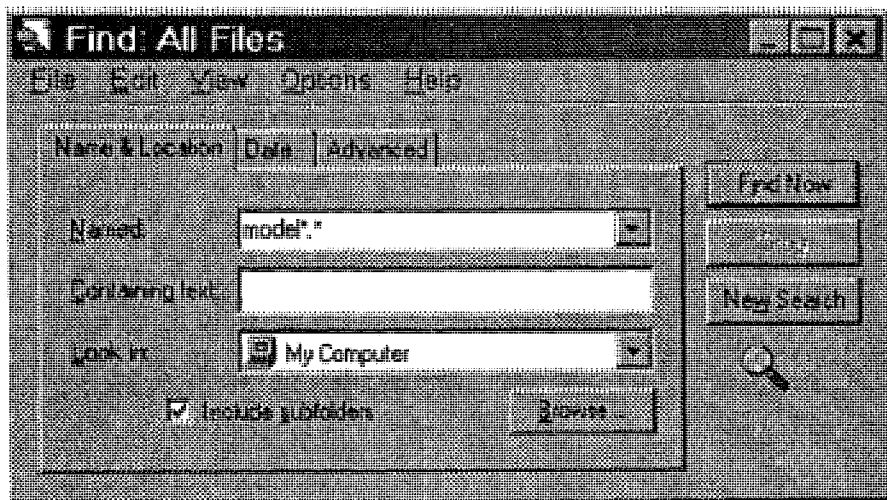 Find: All Files
File Edit View Options Help
Name & Location Date Advanced
Find Now
Named: model*.*
Stop
Containing text:
New Search
Look in: My Computer
Include subfolders Browse...